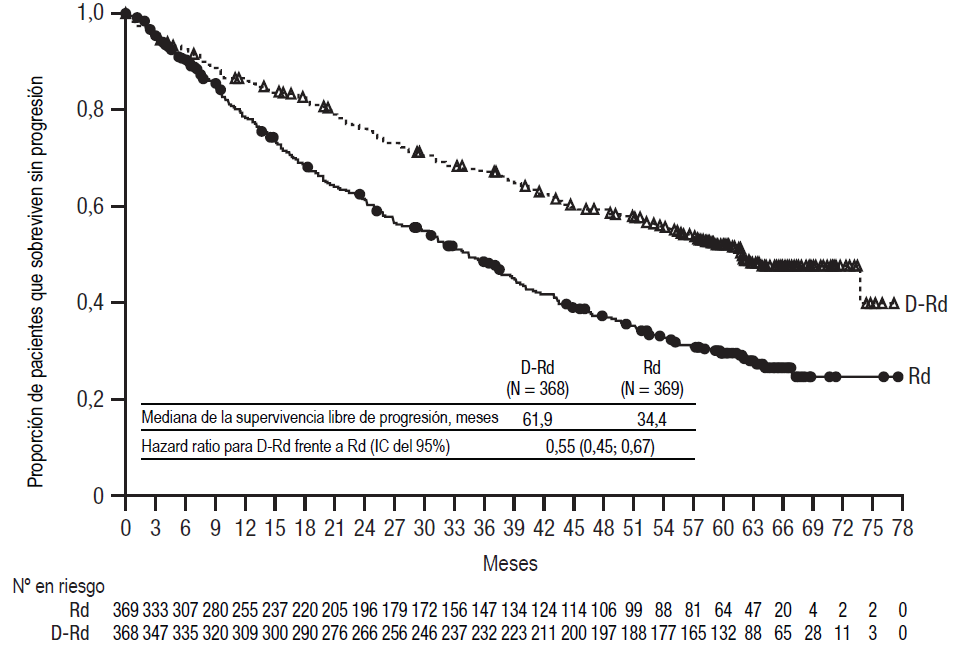 Proporción de pacientes que sobreviven sin progresión
1,0
0,8
0,6
0,4
0,2
0
D-Rd
Rd
D-Rd Rd
(N = 368) (N = 369)
Mediana de la supervivencia libre de progresión, meses 61,9 34,4
Hazard ratio para D-Rd frente a Rd (IC del 95%) 0,55 (0,45; 0,67)
0 3 6 9 12 15 18 21 24 27 30 33 36 39 42 45 48 51 54 57 60 63 66 69 72 75 78
Meses
Nº en riesgo
Rd 369 333 307 280 255 237 220 205 196 179 172 156 147 134 124 114 106 99 88 81 64 47 20 4 2 2 0
D-Rd 368 347 335 320 309 300 290 276 266 256 246 237 232 223 211 200 197 188 177 165 132 88 65 28 11 3 0